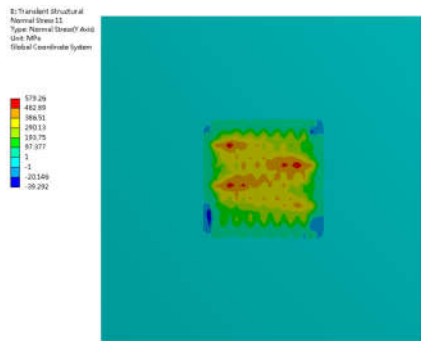 B: Transient Structural
Normal Stress 11
Type: Normal Stress(Y Axis)
Unit: MPa
Global Coordinate System
579.26
482.89
386.51
290.13
193.75
97.377
1
-1
-20.146
-39.292